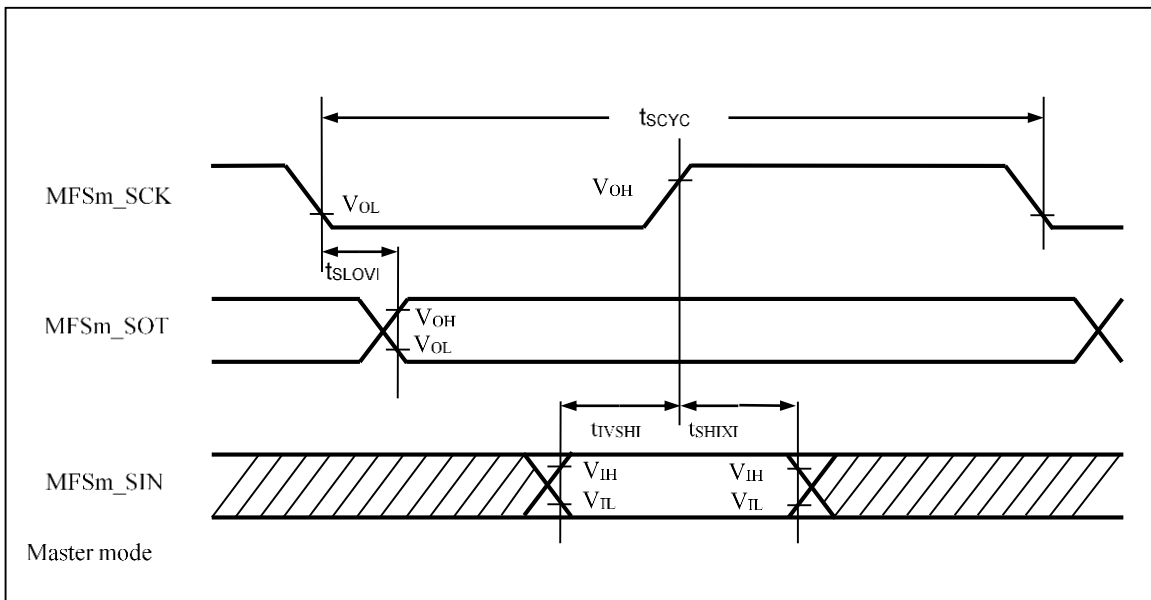 tSCYC
MFSm_SCK
VOH
VOL
tSLOVI
MFSm_SOT
VOH
VOL
tIVSHI
tSHIXI
MFSm_SIN
VIH
VIH
VIL
VIL
Master mode